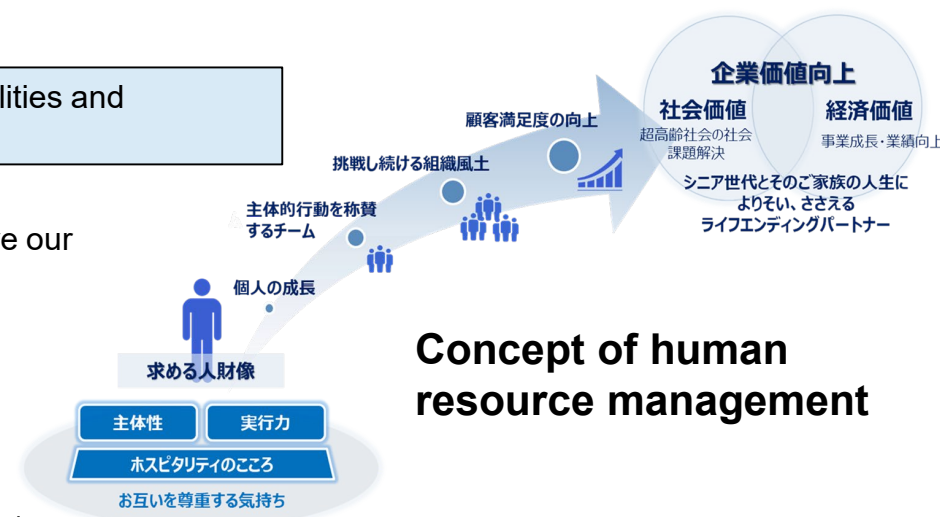 lities and
e our
企業価値向上
社会価値
超高齢社会の社会
課題解決
経済価値
事業成長・業績向上
シニア世代とそのご家族の人生に
よりそい、ささえる
ライフエンディングパートナー
顧客満足度の向上
挑戦し続ける組織風土
主体的行動を称賛
するチーム
個人の成長
求める人財像
主体性
実行力
ホスピタリティのこころ
お互いを尊重する気持ち
Concept of human
resource management